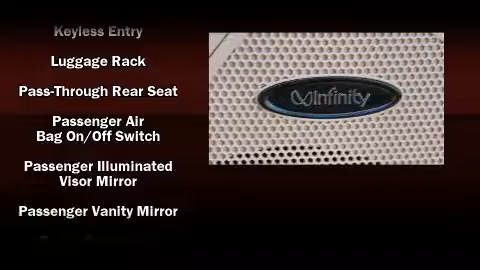 Keyless Entry
Luggage Rack
Pass-Through Rear Seat
Passenger Air
Bag On/Off Switch
Passenger Illuminated
Visor Mirror
Passenger Vanity Mirror
Infinity